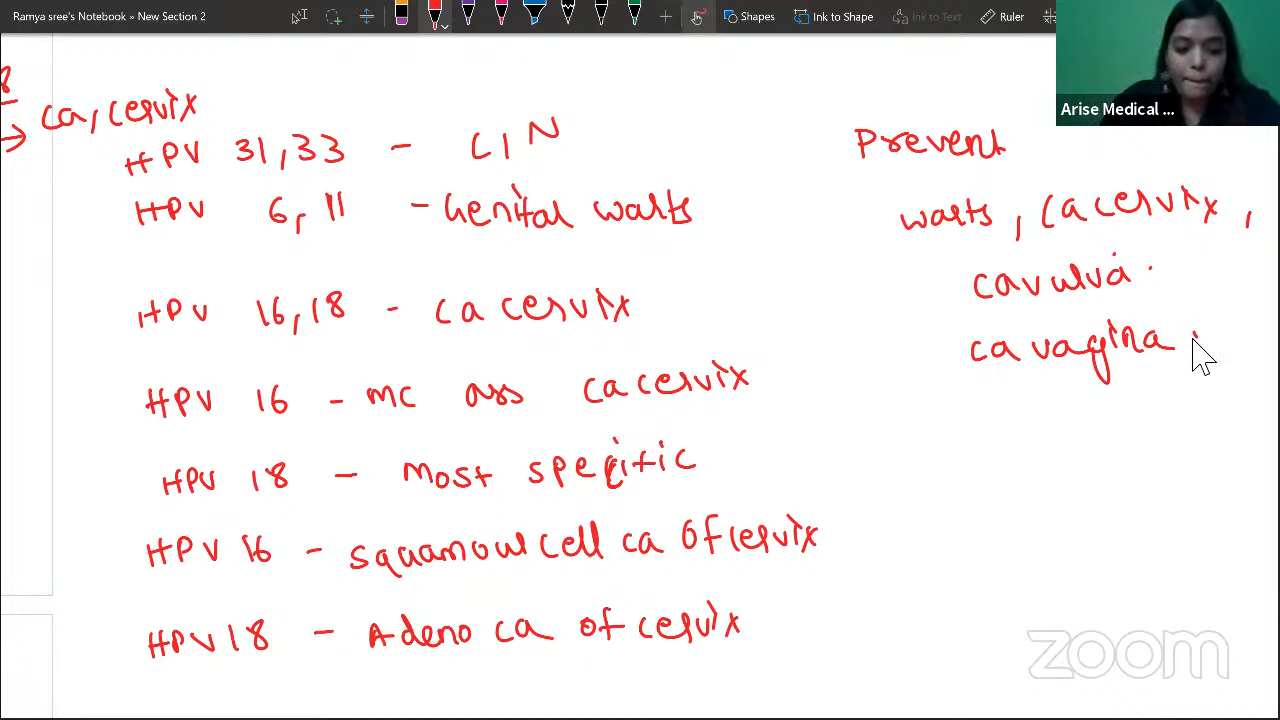 Ramya sree's Notebook » New Section 2
Shapes
Ink to Shape
Ink to Text
Ruler
Arise Medical ...
8
→ ca, cervix
HPV 31,33 - CIN
HPV 6, 11 - Genital warts
HPV 16,18 - ca cervix
HPV 16 - mc ass ca cervix
HPV 18 - Most specific
HPV 16 - squamous cell ca of cervix
HPV 18 - Adeno ca of cervix
Prevent
warts, ca cervix,
ca vulva.
ca vagina.
zoom